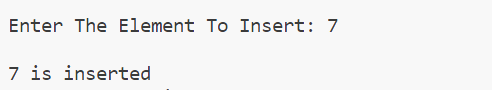 Enter The Element To Insert: 7
7 is inserted